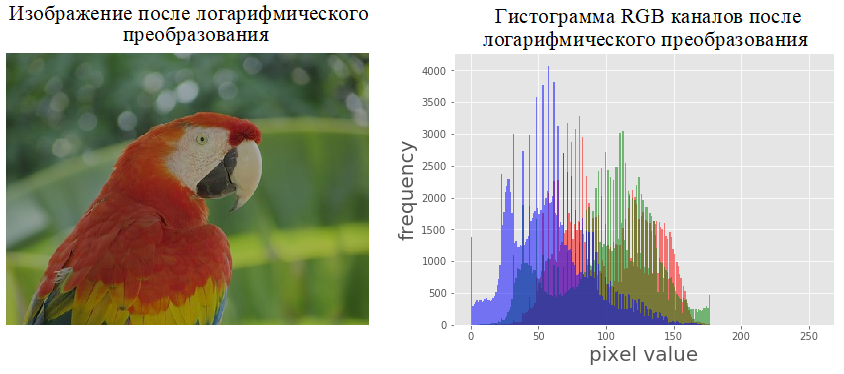 Изображение после логарифмического
преобразования
Гистограмма RGB каналов после
логарифмического преобразования
4000
3500
3000
2500
2000
1500
1000
500
0
frequency
0 50 100 150 200 250
pixel value